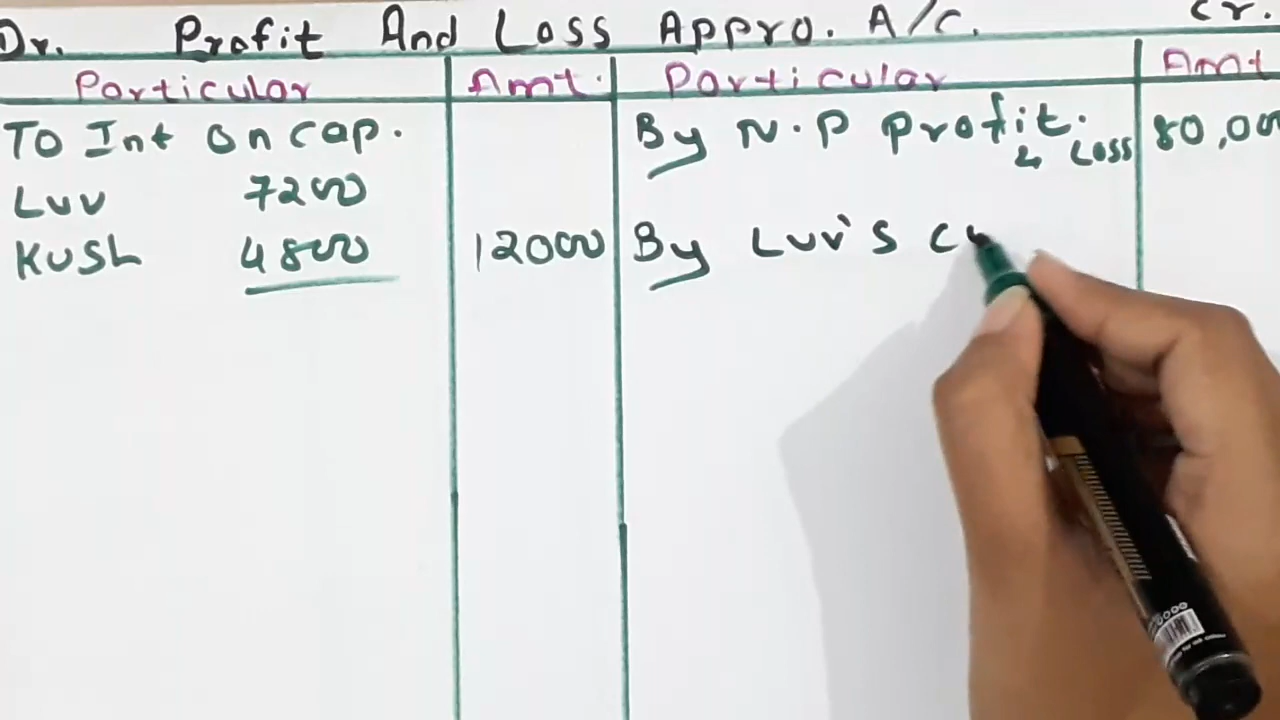 Dr. Profit And Loss Appro. A/C. Cr.
Particular Amt. Particular Amt
To Int on cap. By N.P Profit. 80,00
& Loss
Luv 7200
Kush 4800 12000 By Luv's C